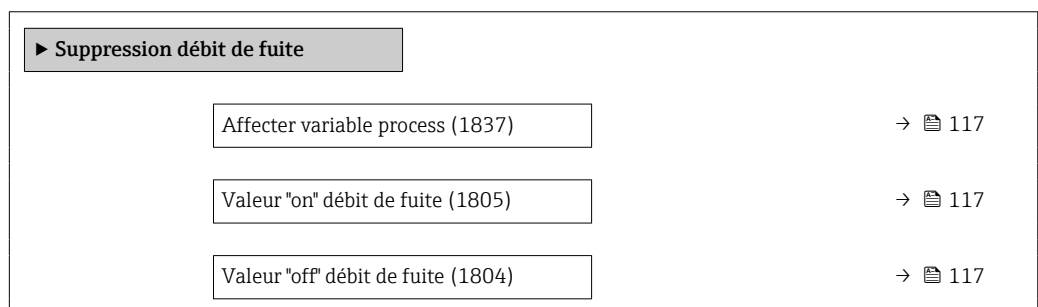 ▶ Suppression débit de fuite
Affecter variable process (1837) → 117
Valeur "on" débit de fuite (1805) → 117
Valeur "off" débit de fuite (1804) → 117